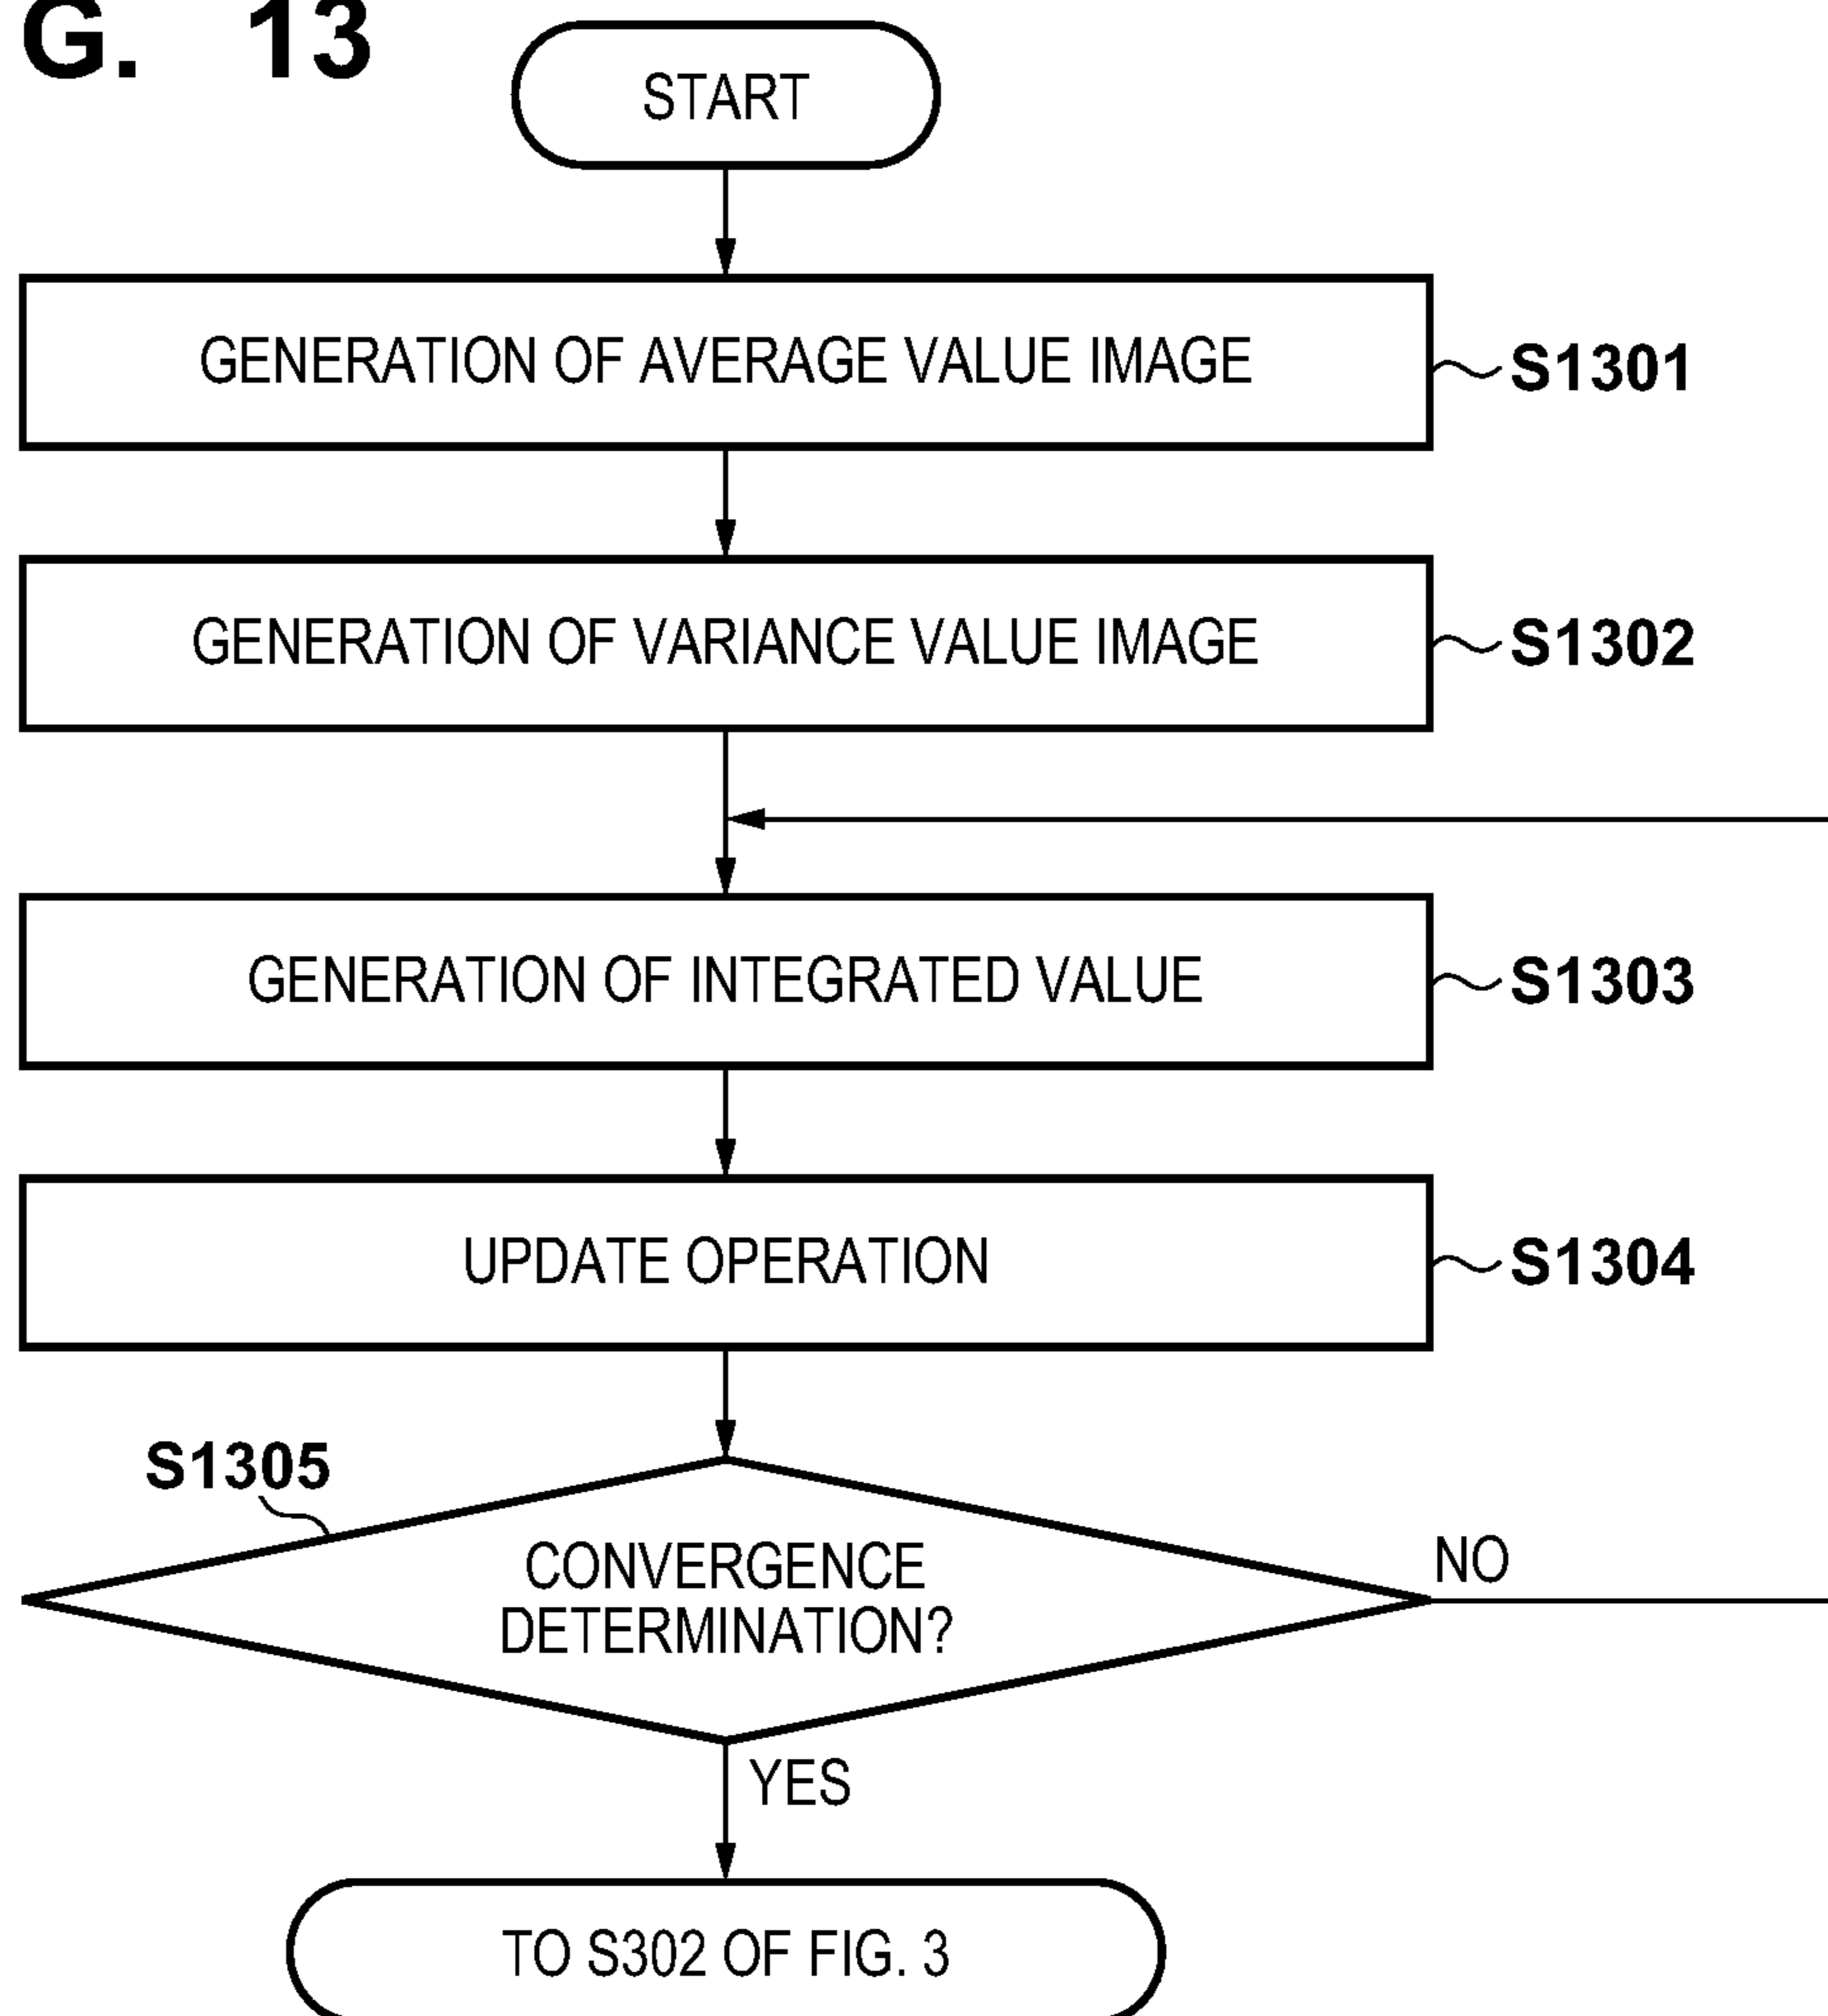 G. 13
START
GENERATION OF AVERAGE VALUE IMAGE
S1301
GENERATION OF VARIANCE VALUE IMAGE
S1302
GENERATION OF INTEGRATED VALUE
S1303
UPDATE OPERATION
S1304
S1305
CONVERGENCE
DETERMINATION?
NO
YES
TO S302 OF FIG. 3